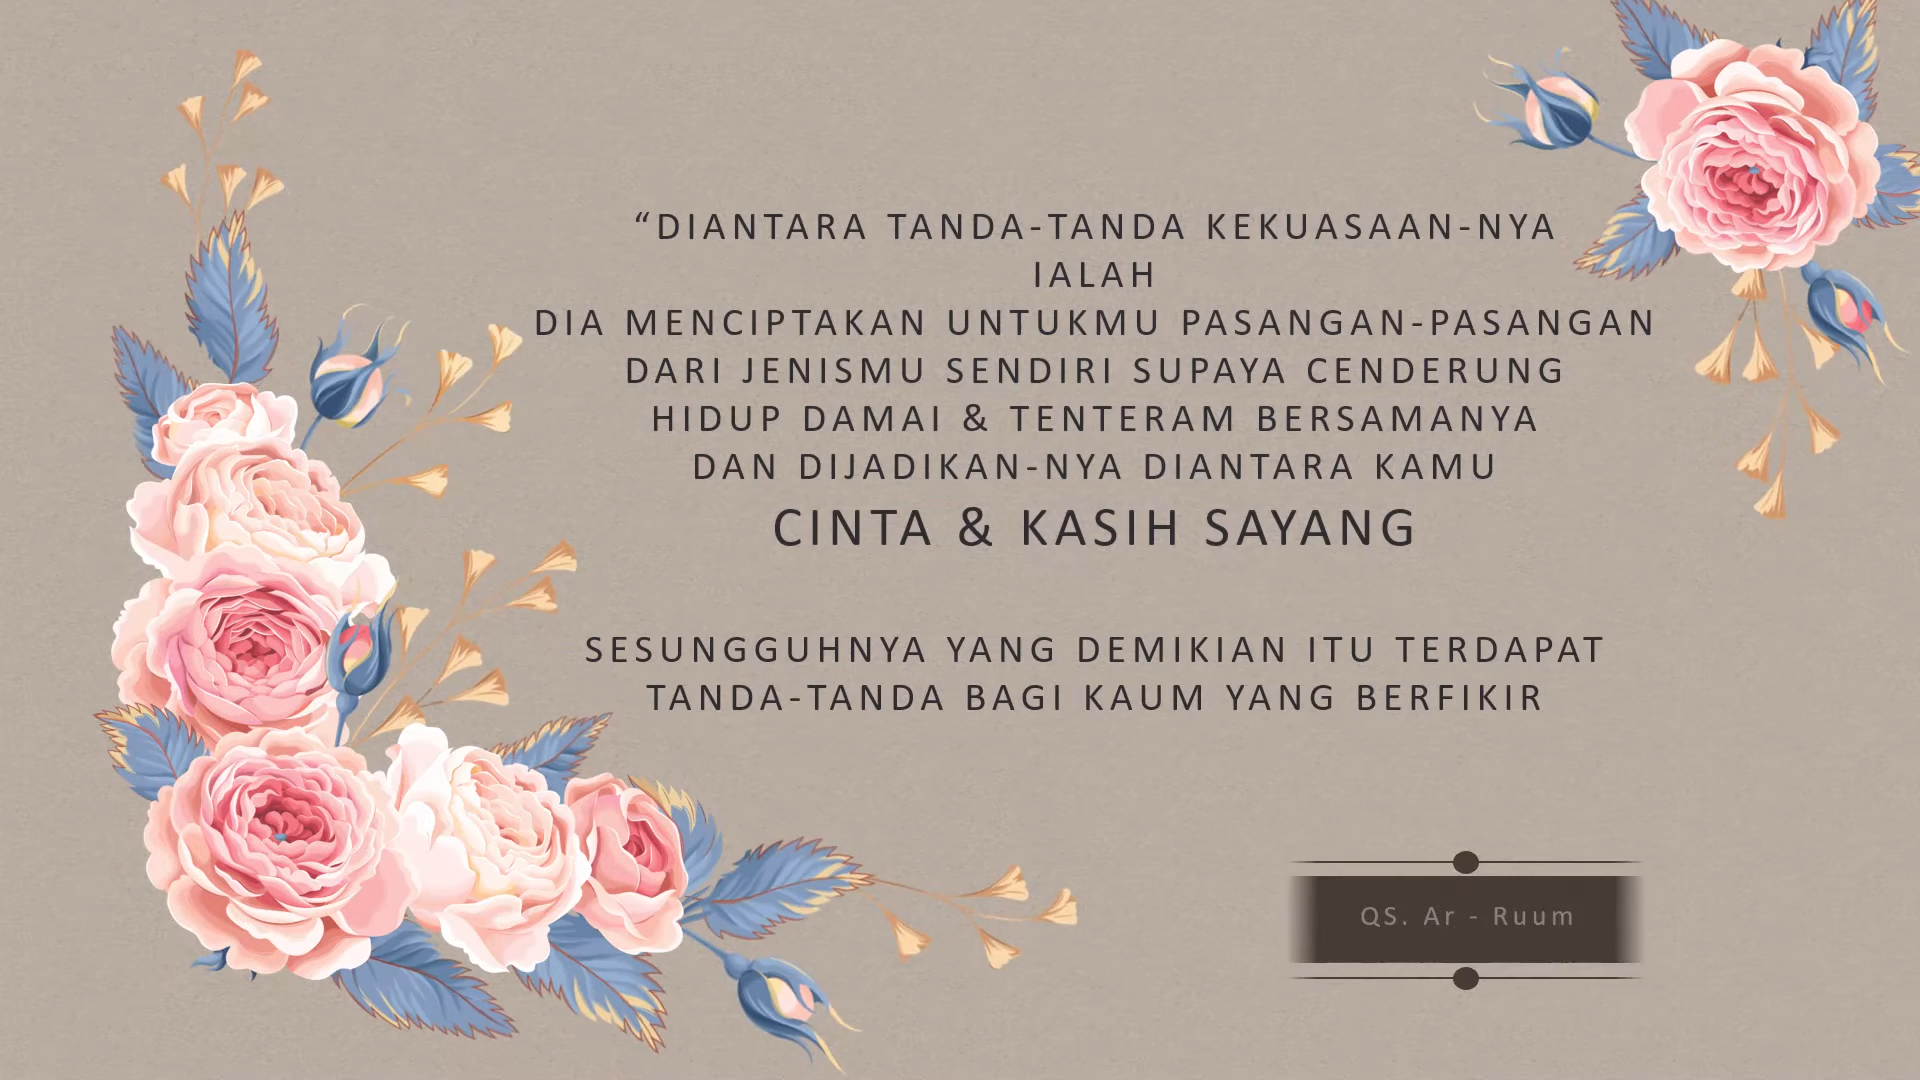 “DIANTARA TANDA-TANDA KEKUASAAN-NYA
IALAH
DIA MENCIPTAKAN UNTUKMU PASANGAN-PASANGAN
DARI JENISMU SENDIRI SUPAYA CENDERUNG
HIDUP DAMAI & TENTERAM BERSAMANYA
DAN DIJADIKAN-NYA DIANTARA KAMU
CINTA & KASIH SAYANG
SESUNGGUHNYA YANG DEMIKIAN ITU TERDAPAT
TANDA-TANDA BAGI KAUM YANG BERFIKIR
QS. Ar - Ruum